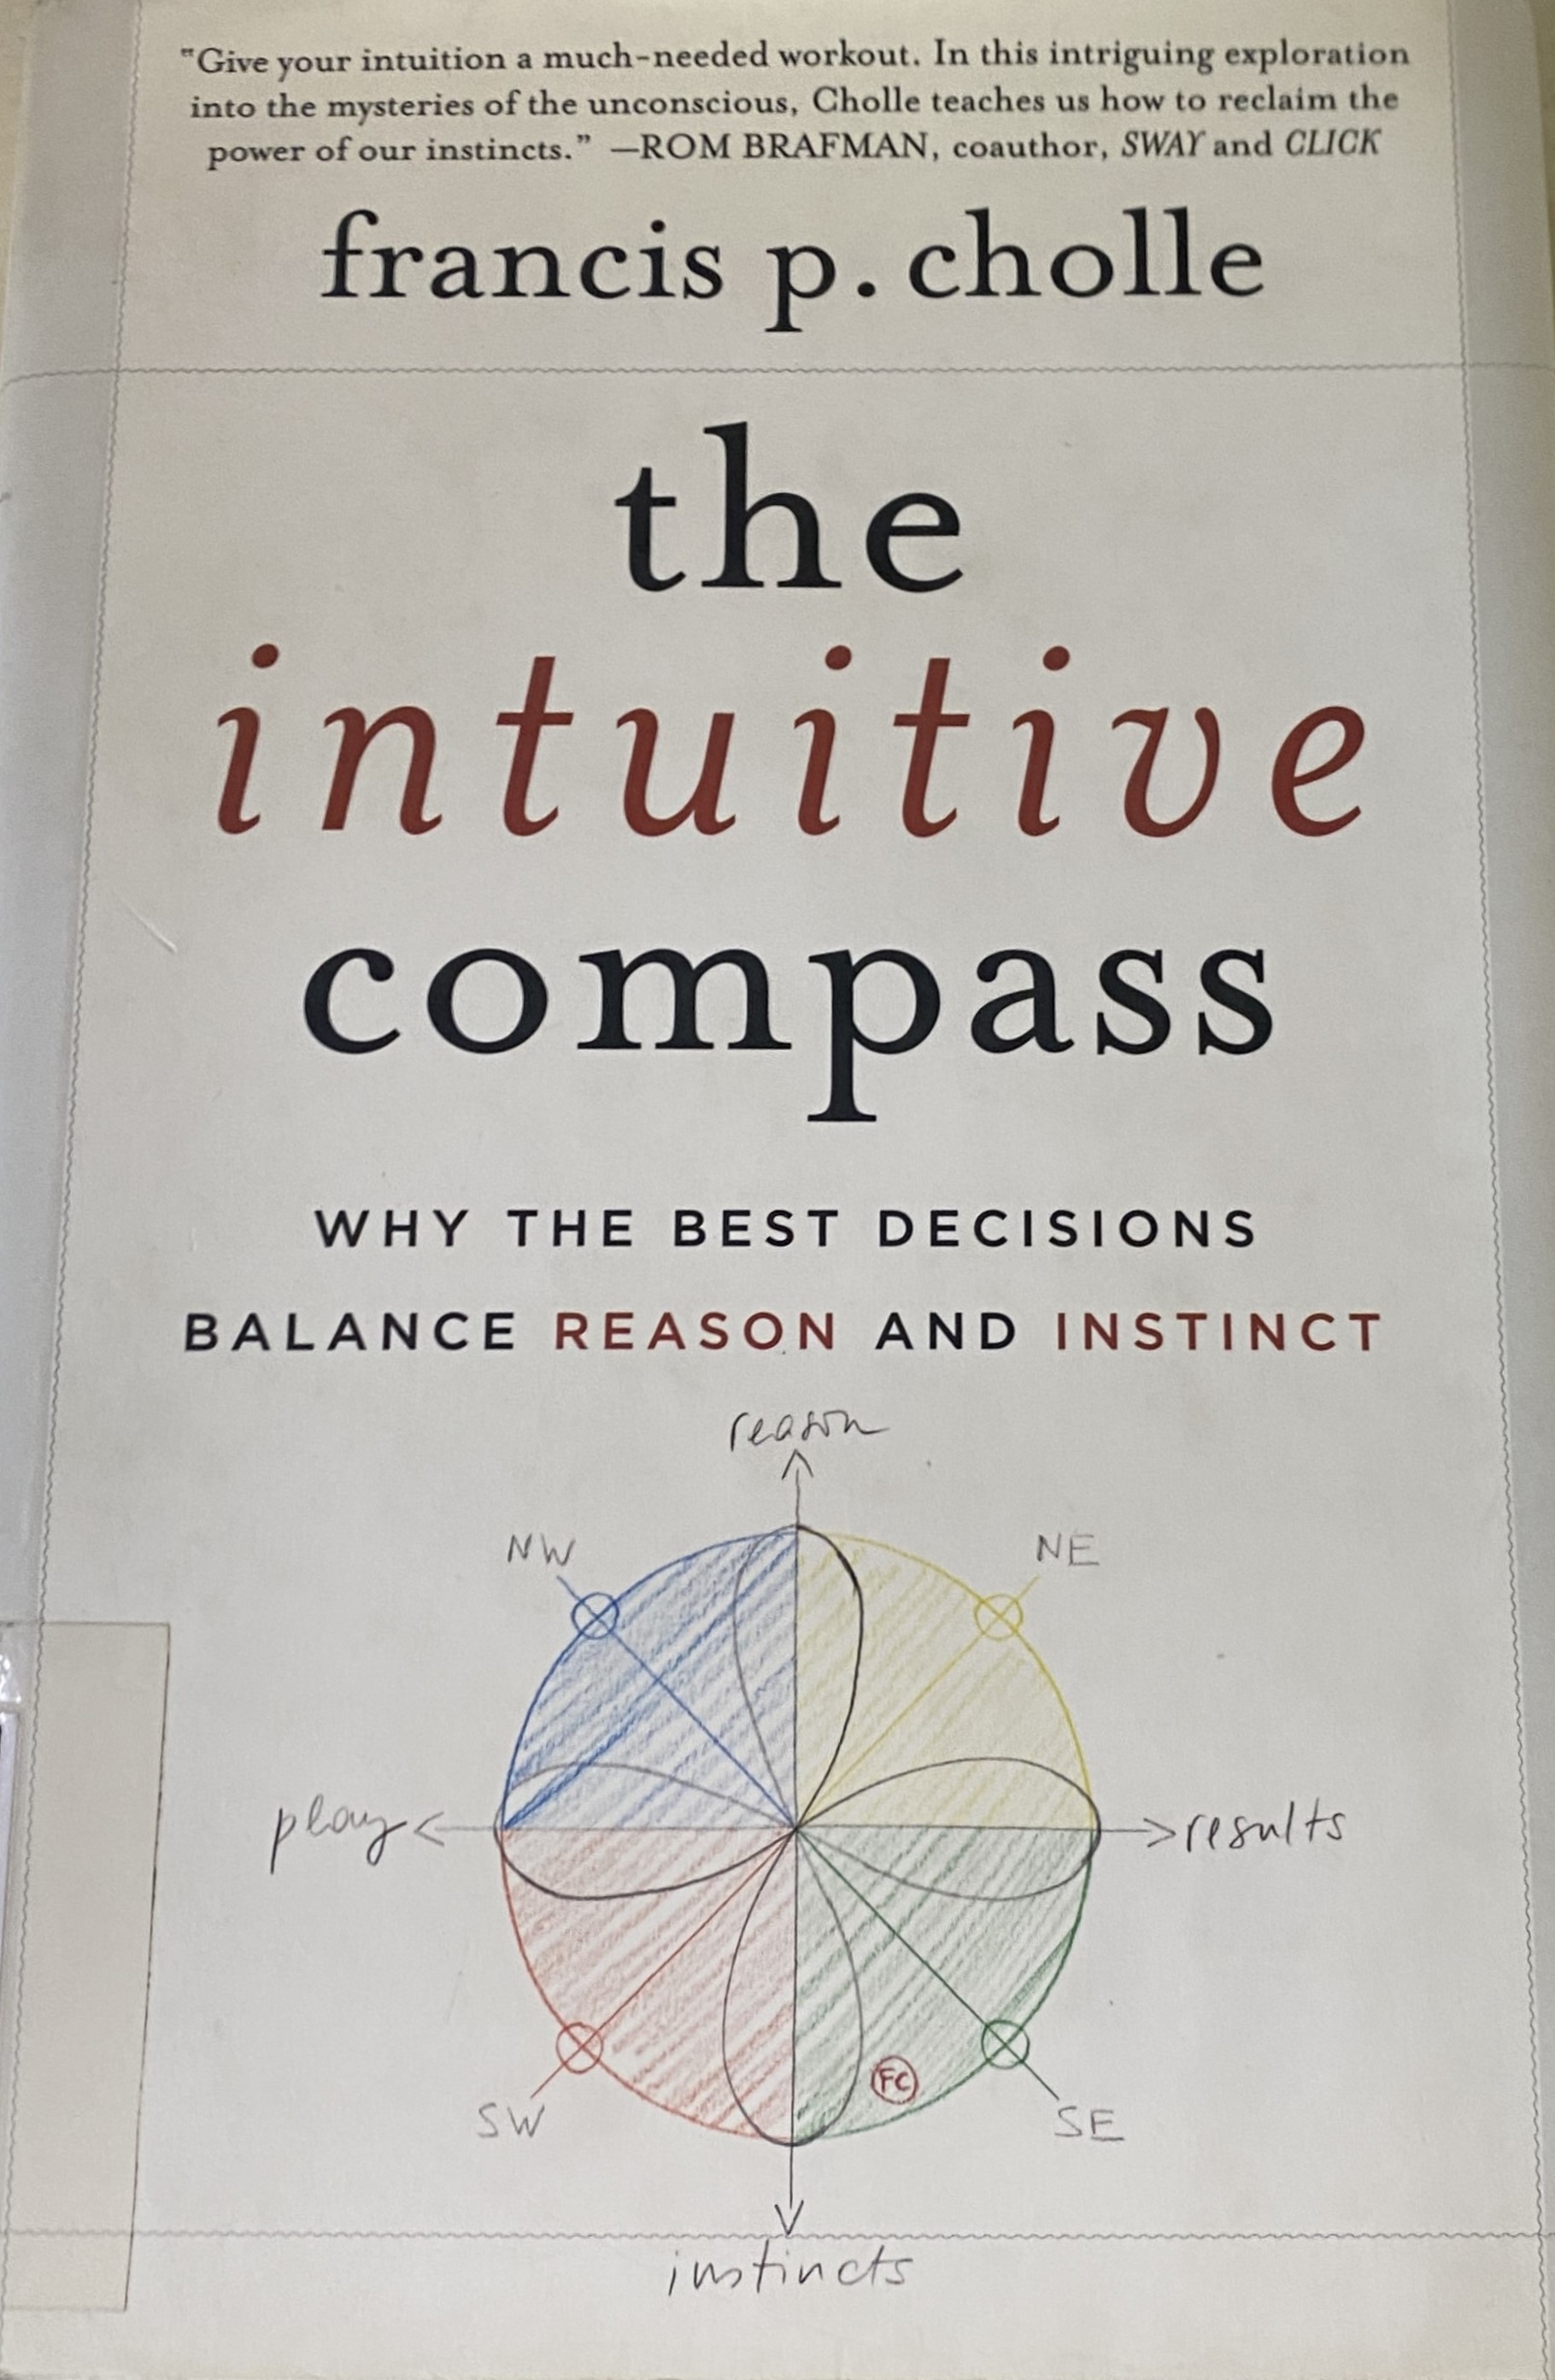 "Give your intuition a much-needed workout. In this intriguing exploration
into the mysteries of the unconscious, Cholle teaches us how to reclaim the
power of our instincts." —ROM BRAFMAN, coauthor, SWAY and CLICK
francis p. cholle
the
intuitive
compass
WHY THE BEST DECISIONS
BALANCE REASON AND INSTINCT
reason
NW NE
play results
FC
SW SE
instincts